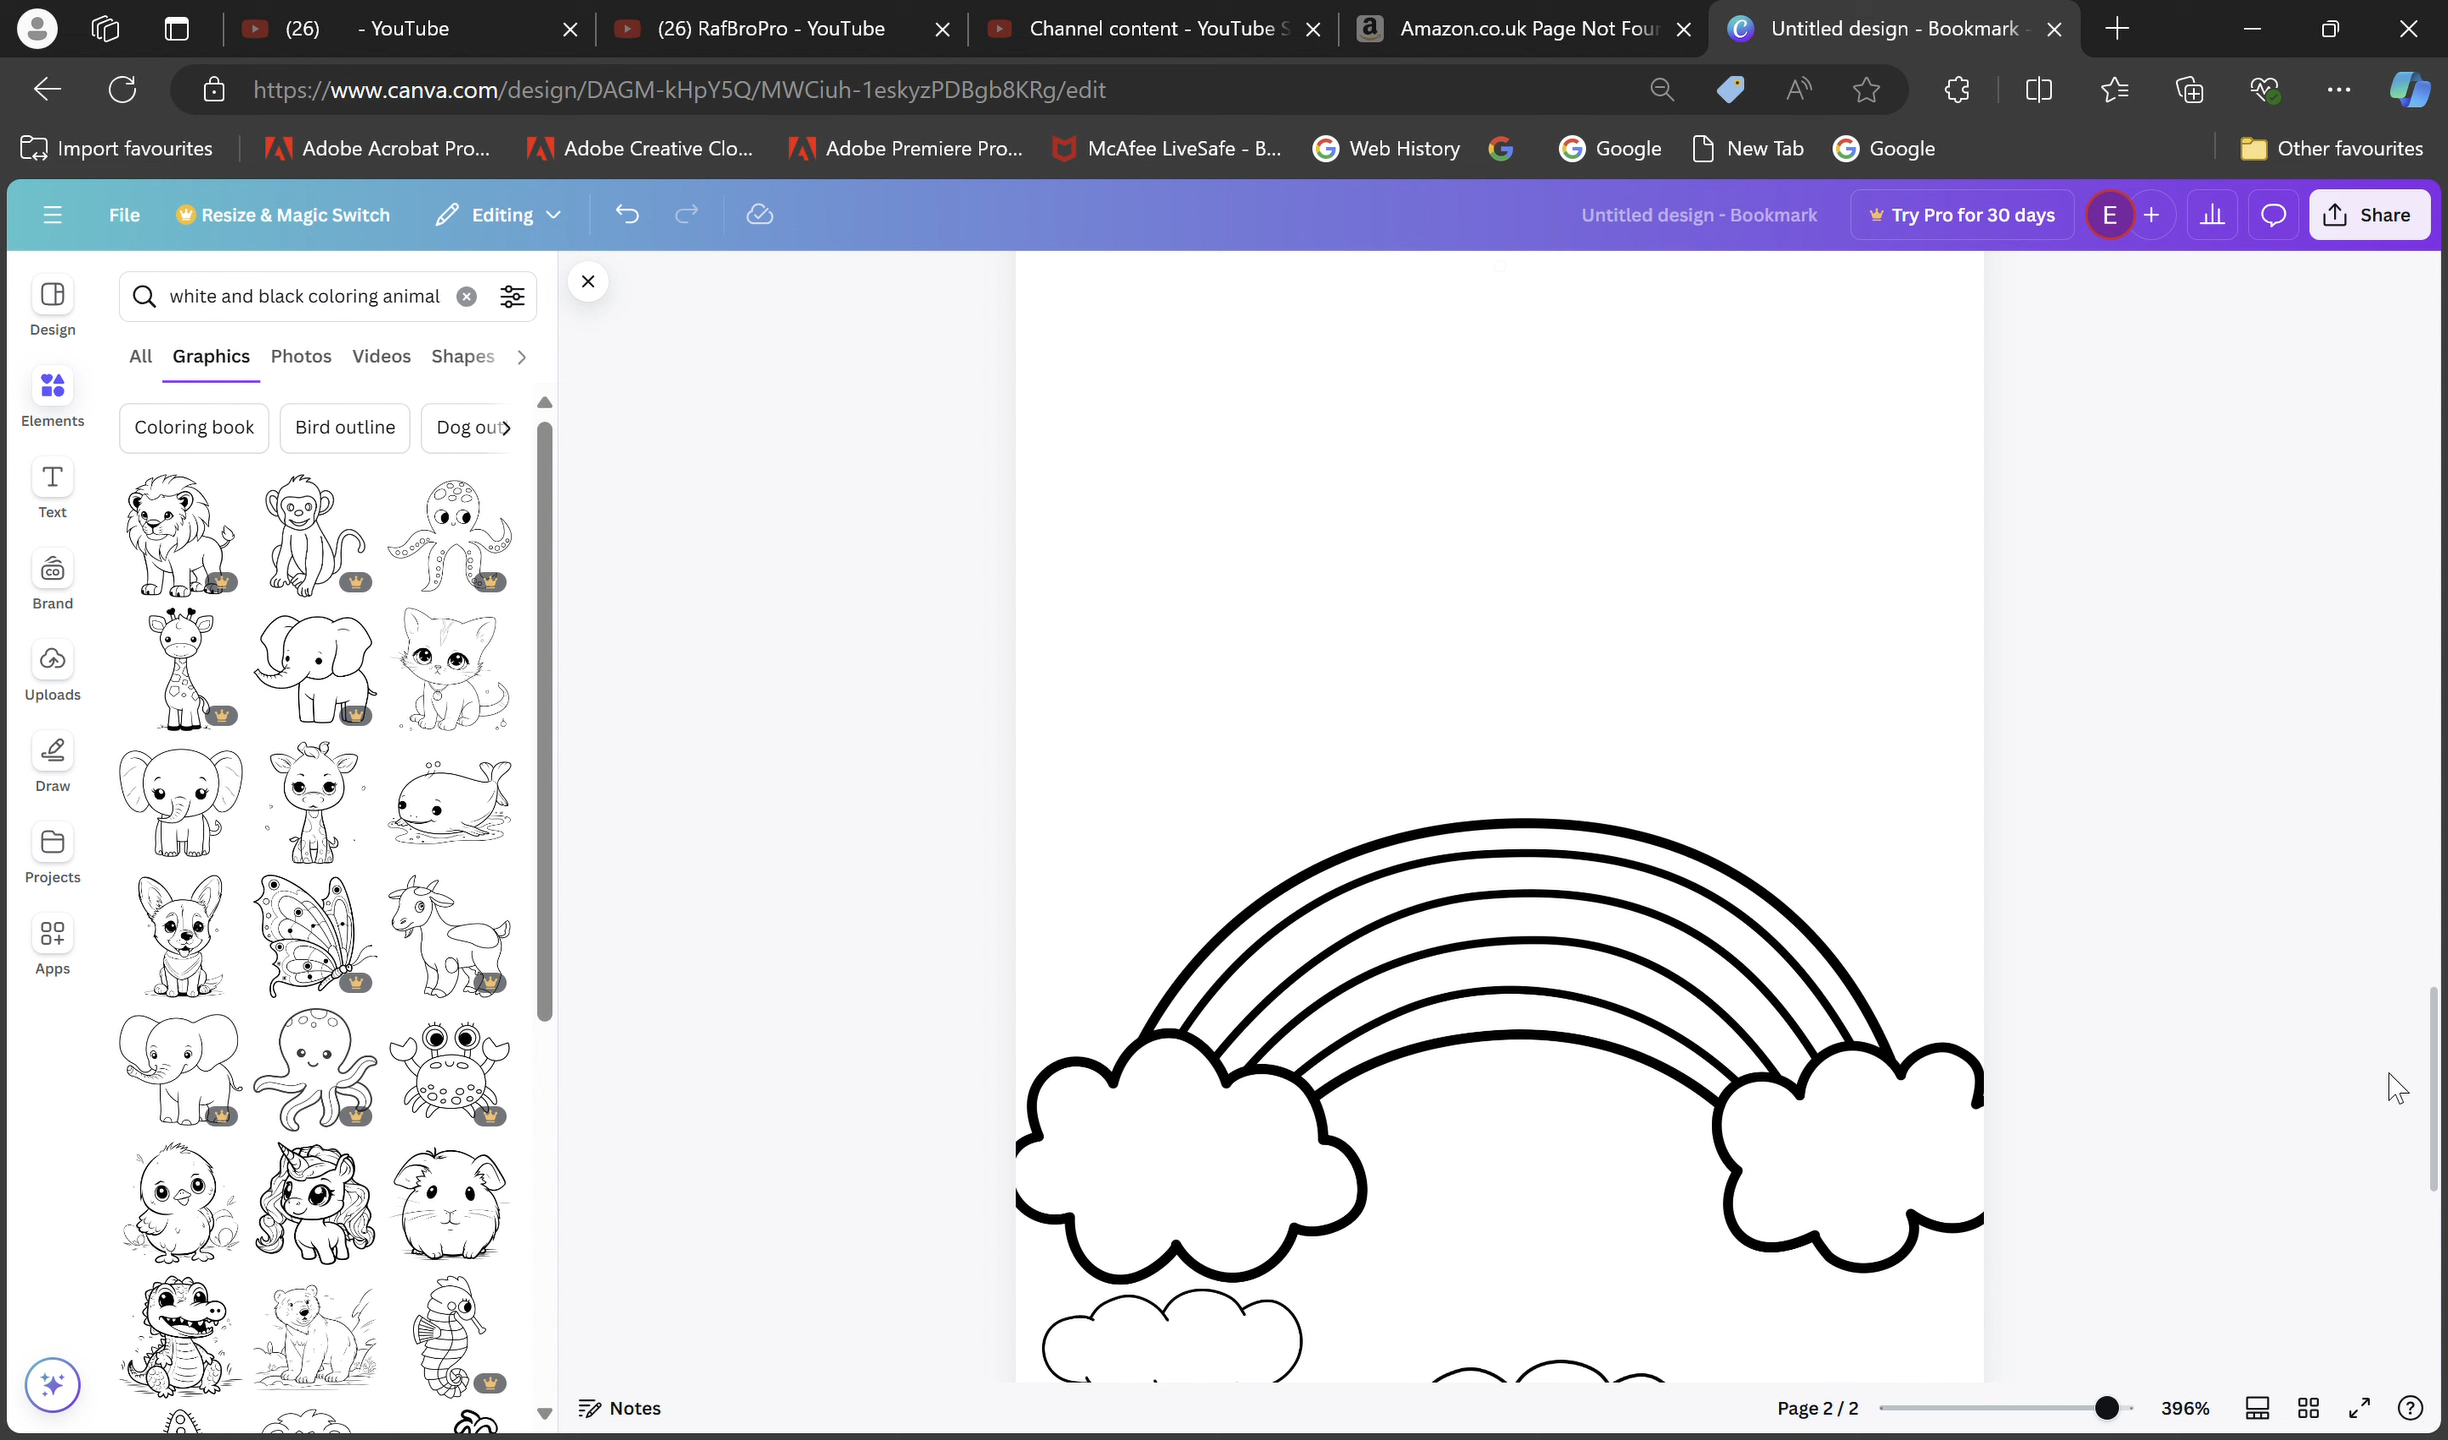 (26) - YouTube
(26) RafBroPro - YouTube
Channel content - YouTube S
Amazon.co.uk Page Not Four
Untitled design - Bookmark -
https://www.canva.com/design/DAGM-kHpY5Q/MWCiuh-1eskyzPDBgb8KRg/edit
Import favourites
Adobe Acrobat Pro...
Adobe Creative Clo...
Adobe Premiere Pro...
McAfee LiveSafe - B...
Web History
Google
New Tab
Google
Other favourites
File
Resize & Magic Switch
Editing
Untitled design - Bookmark
Try Pro for 30 days
E
Share
Design
Elements
Text
Brand
Uploads
Draw
Projects
Apps
white and black coloring animal
All Graphics Photos Videos Shapes
Coloring book
Bird outline
Dog out
Notes
Page 2 / 2
396%